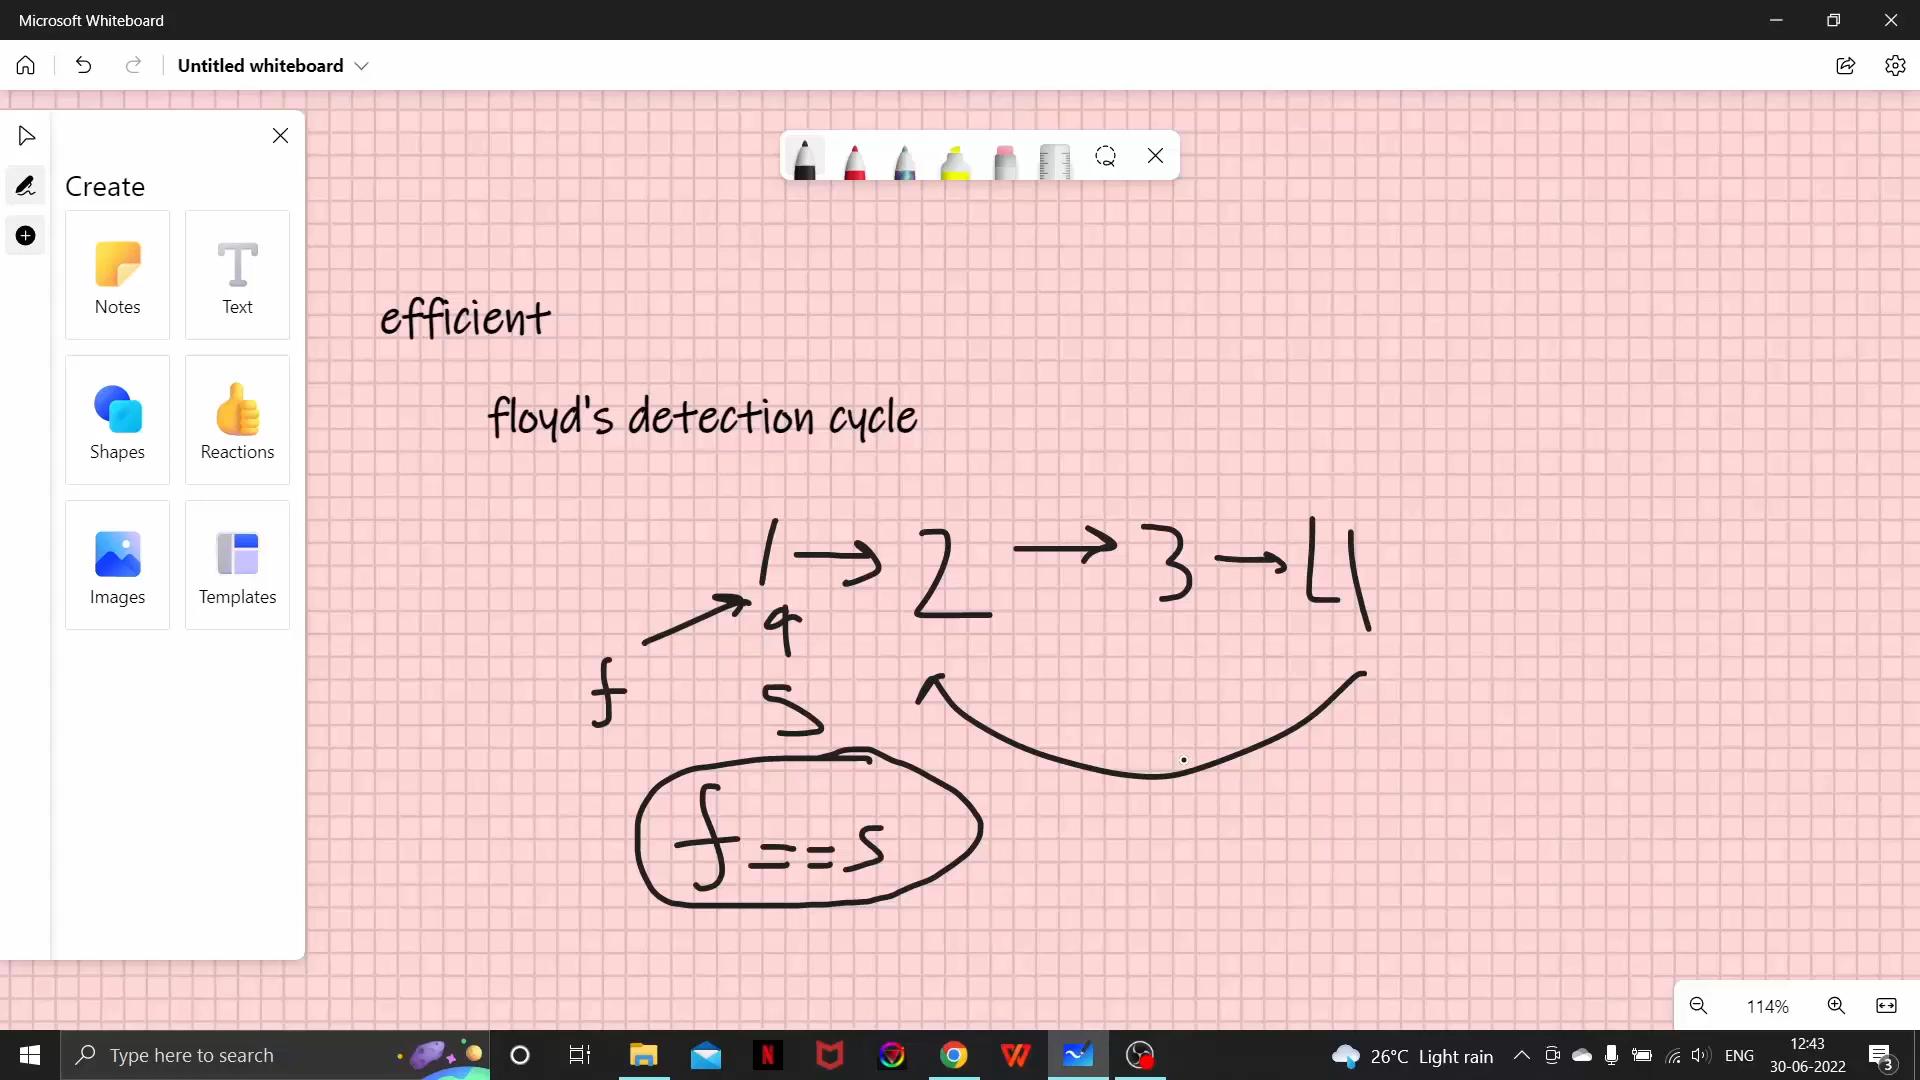 Microsoft Whiteboard
Untitled whiteboard
Create
Notes
Text
Shapes
Reactions
Images
Templates
efficient
floyd's detection cycle
1 → 2 → 3 → 4
f
s
f == s
114%
Type here to search
26°C Light rain
ENG
12:43
30-06-2022
3